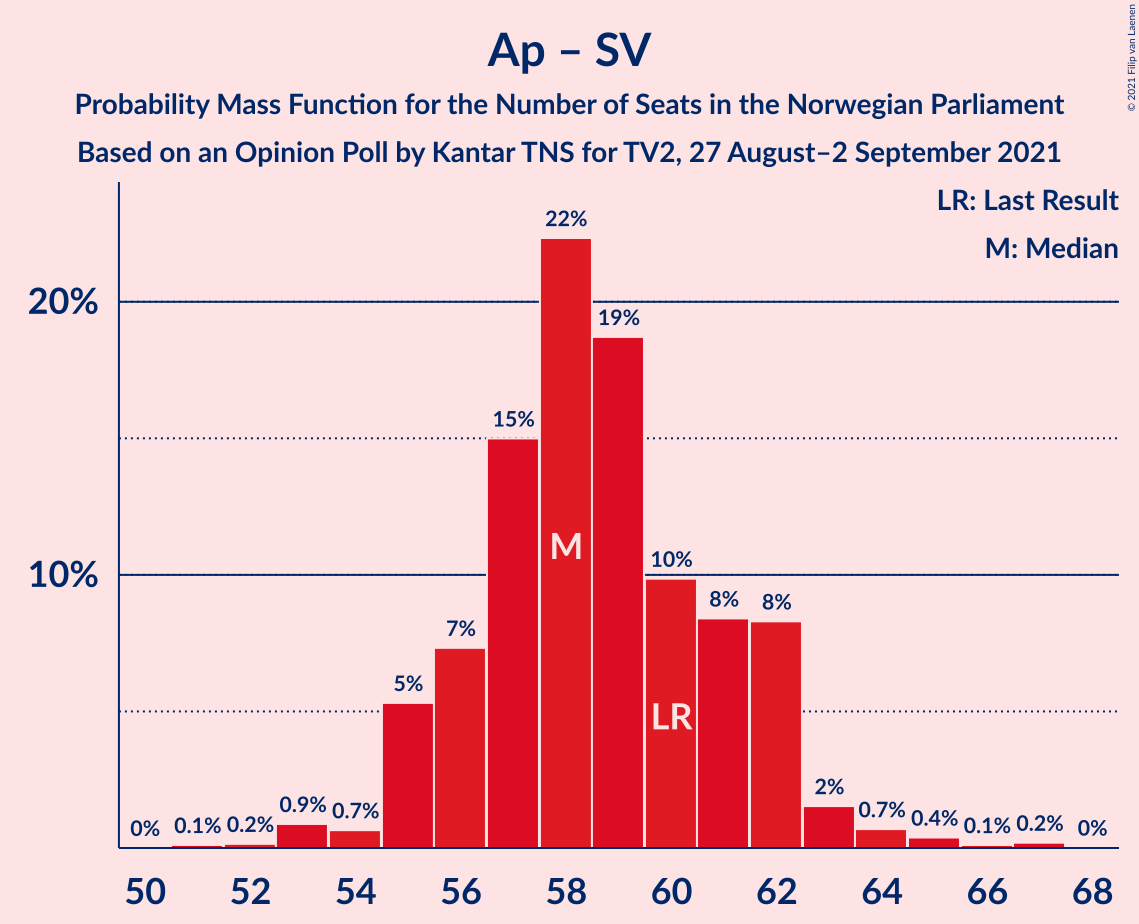 Ap – SV
Probability Mass Function for the Number of Seats in the Norwegian Parliament
Based on an Opinion Poll by Kantar TNS for TV2, 27 August–2 September 2021
© 2021 Filip van Laenen
LR: Last Result
M: Median
20%
10%
0%
0.1%
0.2%
0.9%
0.7%
5%
7%
15%
22%
19%
10%
8%
8%
2%
0.7%
0.4%
0.1%
0.2%
0%
M
LR
50 52 54 56 58 60 62 64 66 68